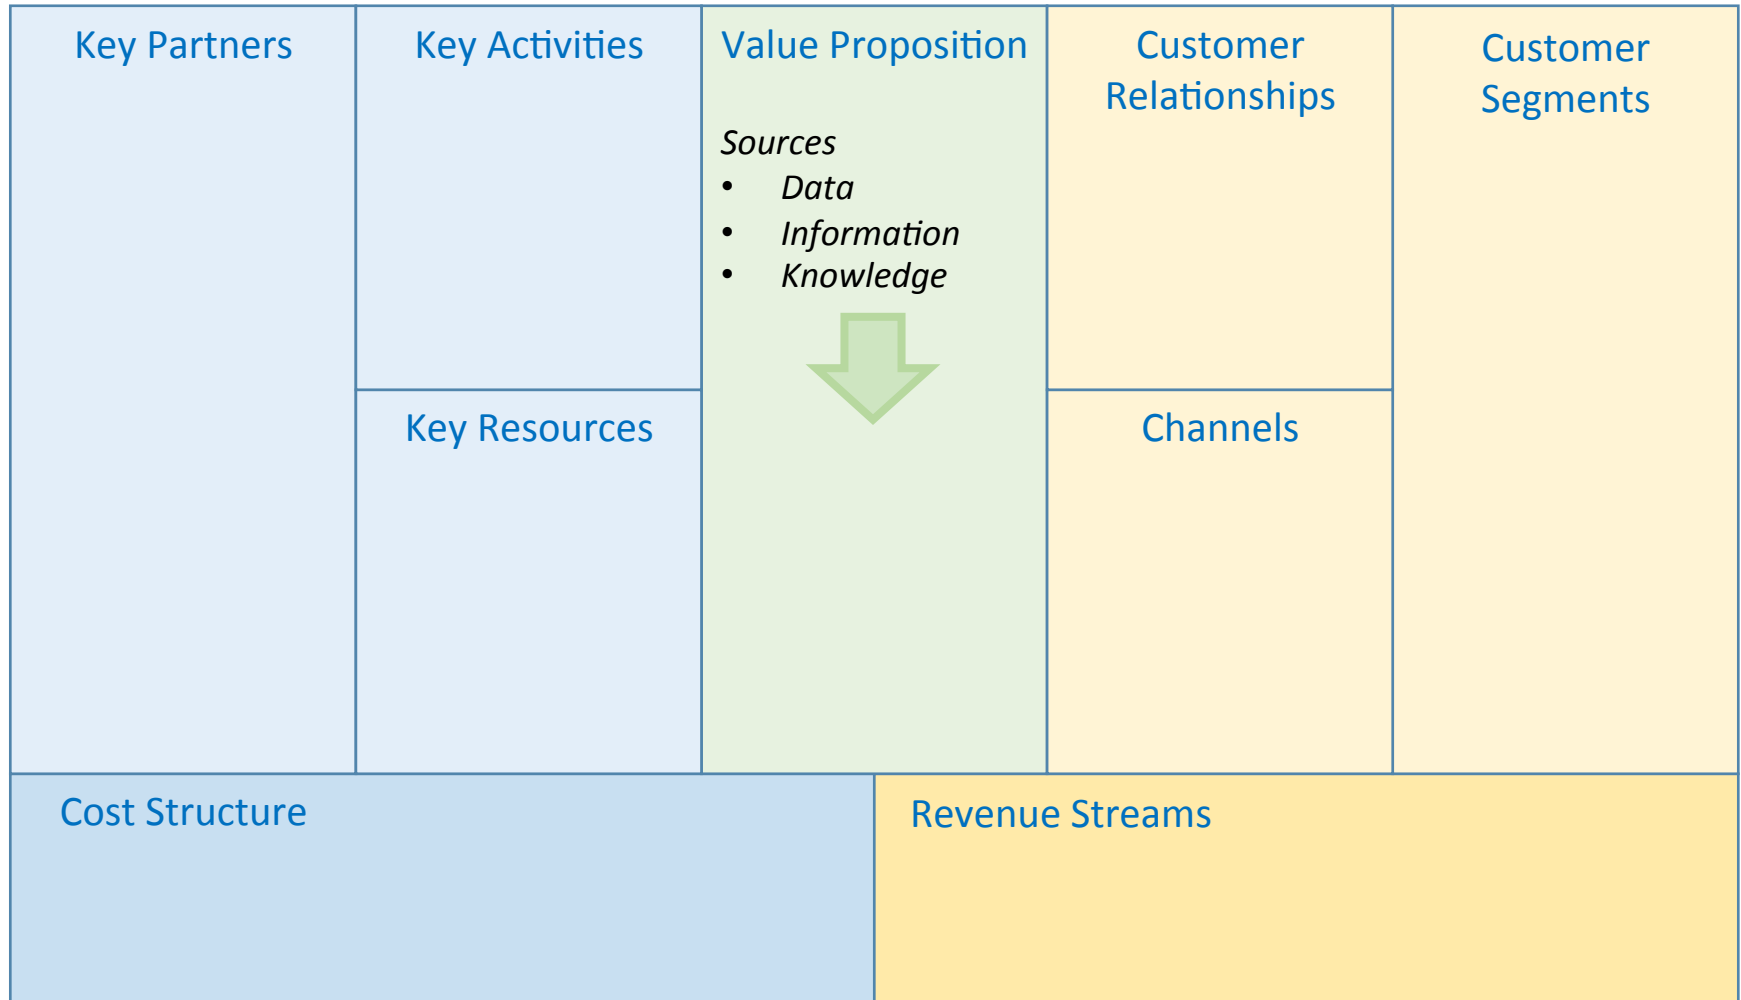 Key Partners
Key Activities
Value Proposition
Sources
• Data
• Information
• Knowledge
Customer
Relationships
Customer
Segments
Key Resources
Channels
Cost Structure
Revenue Streams